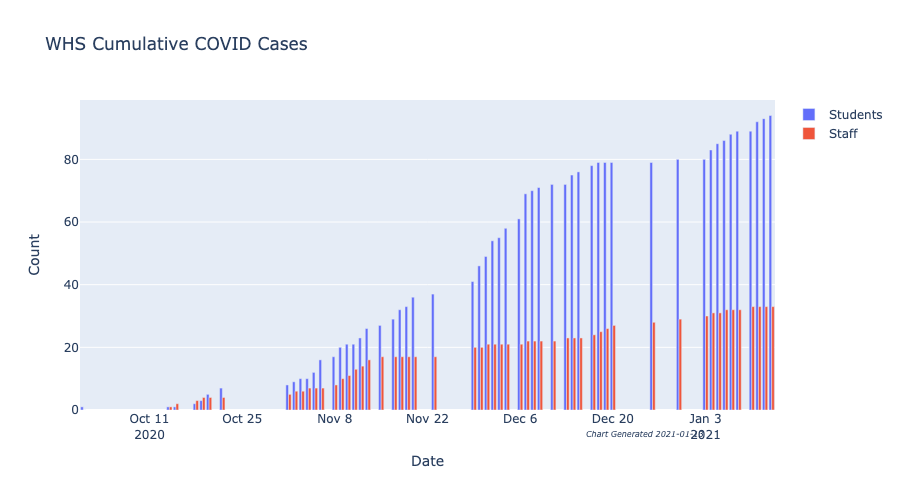 WHS Cumulative COVID Cases
Students
Staff
80
60
40
20
0
Count
Oct 11
2020
Oct 25
Nov 8
Nov 22
Dec 6
Dec 20
Jan 3
2021
Chart Generated
Date